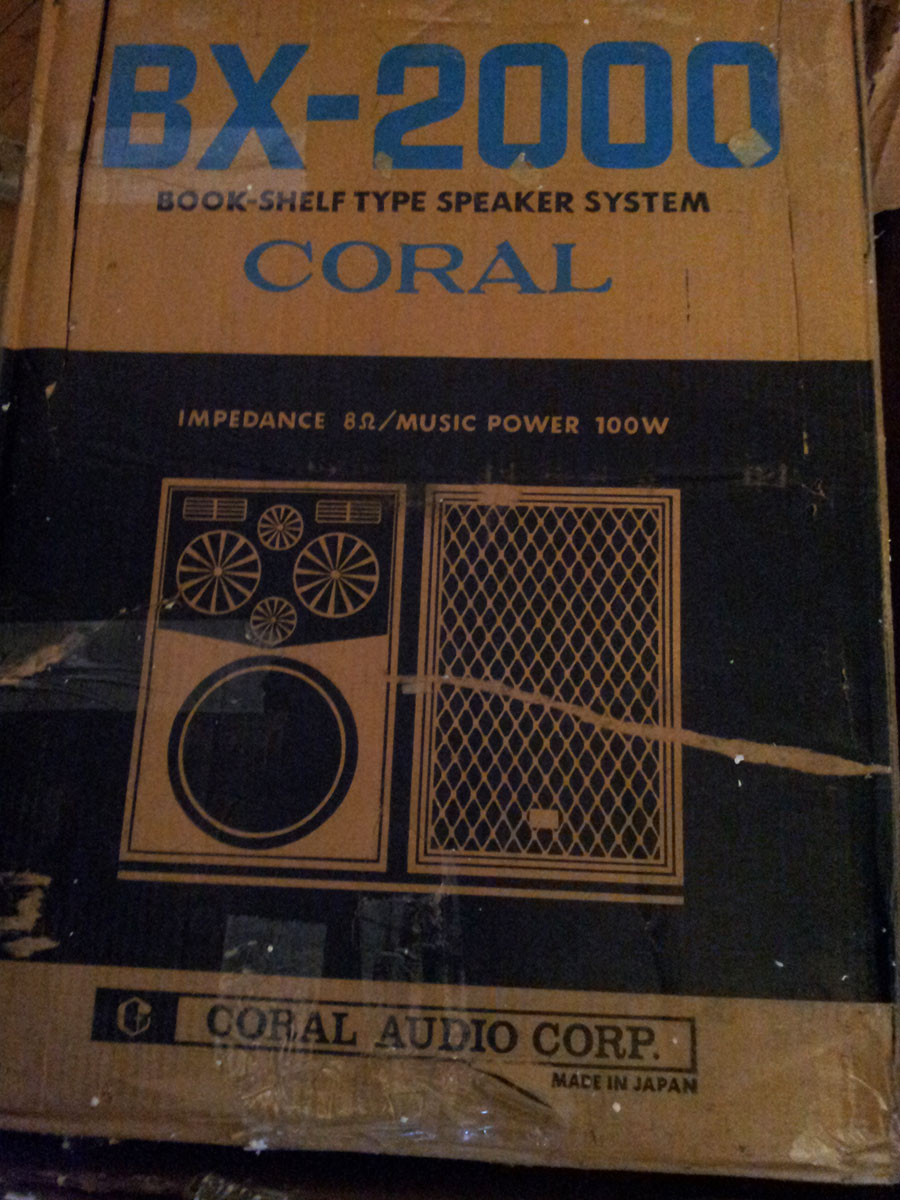 BX-2000
BOOK-SHELF TYPE SPEAKER SYSTEM
CORAL
IMPEDANCE 8Ω/MUSIC POWER 100W
CORAL AUDIO CORP.
MADE IN JAPAN